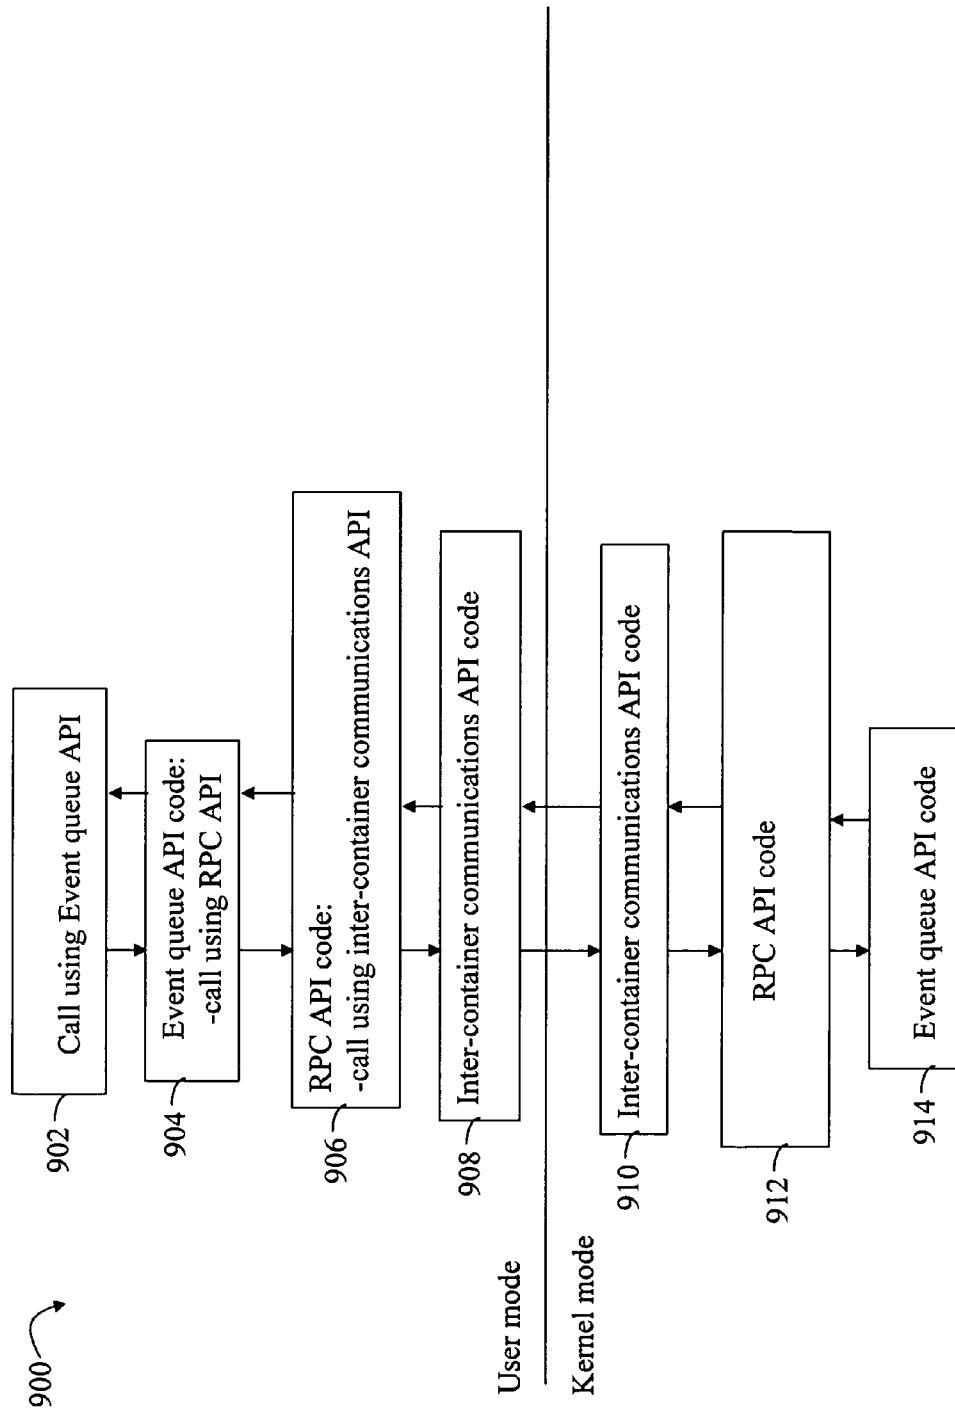 900
902
Call using Event queue API
904
Event queue API code:
-call using RPC API
906
RPC API code:
-call using inter-container communications API
908
Inter-container communications API code
User mode
Kernel mode
910
Inter-container communications API code
912
RPC API code
914
Event queue API code